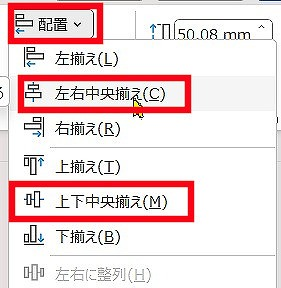 配置
50.08 mm
左揃え(L)
左右中央揃え(C)
右揃え(R)
上揃え(T)
上下中央揃え(M)
下揃え(B)
左右に整列(H)